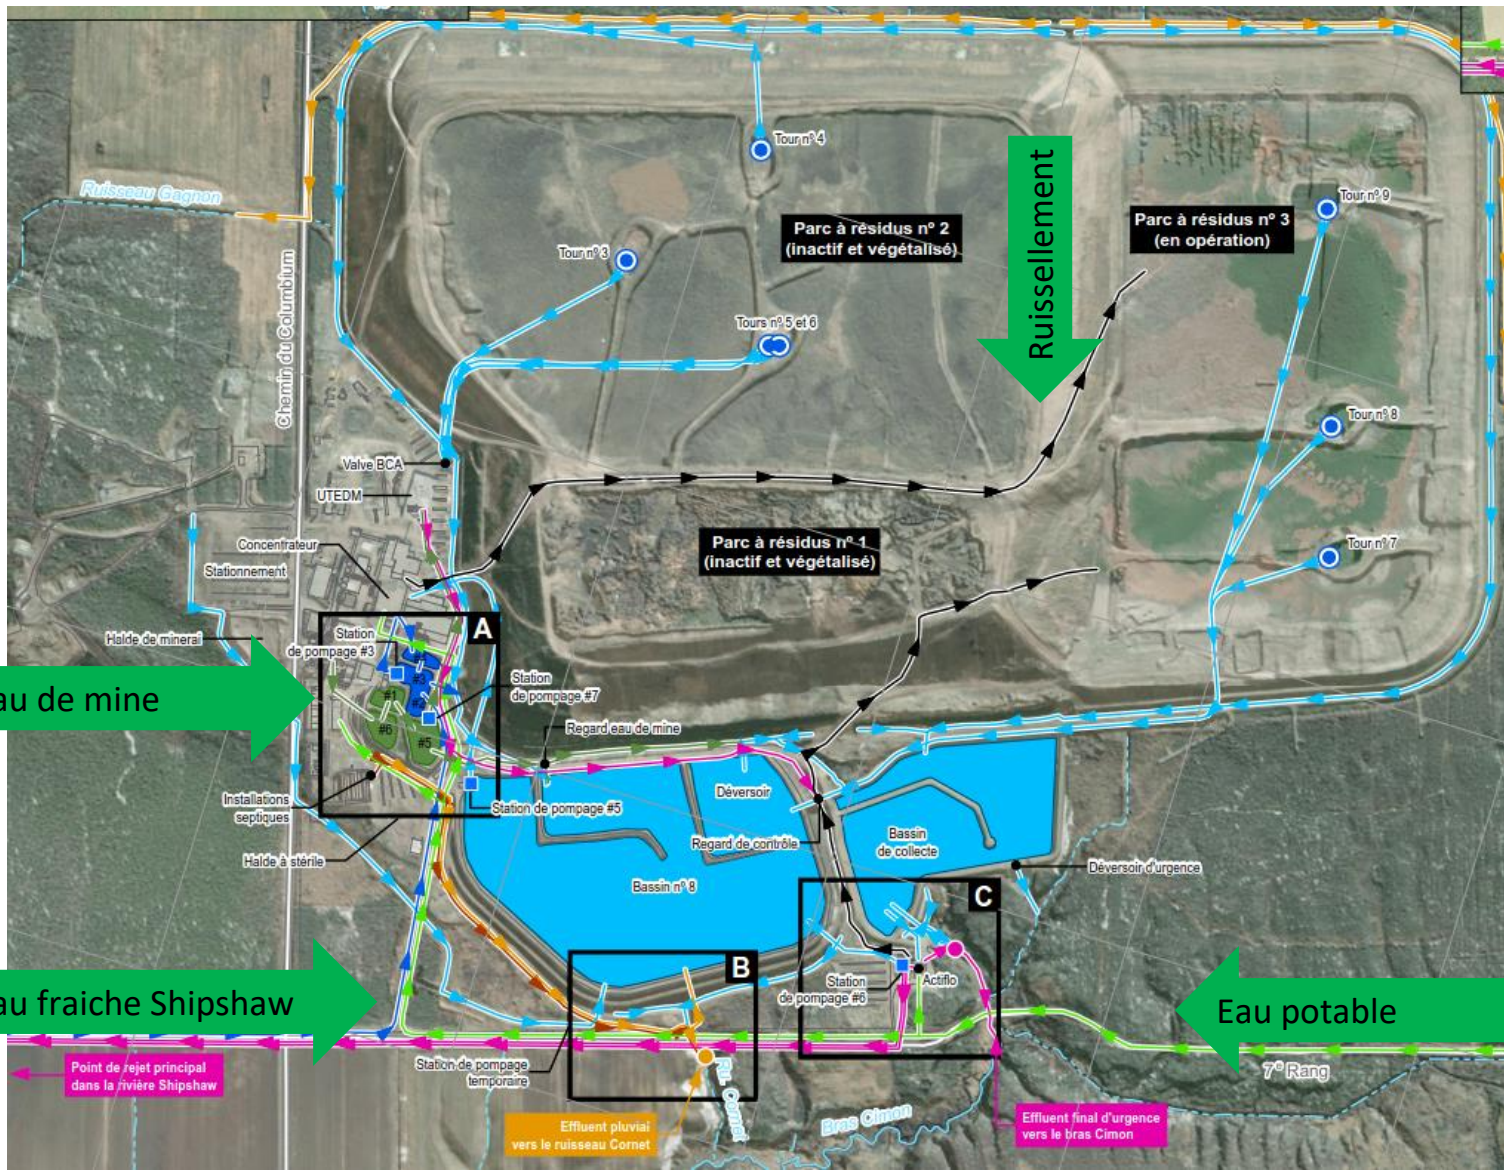 Tour nº 4
Ruisseau Gagnon
Parc à résidus nº 2
(inactif et végétalisé)
Ruissellement
Parc à résidus nº 3
(en opération)
Tour nº 9
Tour nº 3
Chemin du Columbium
Tours nº 5 et 6
Tour nº 8
Valve BCA
UTEDM
Concentrateur
Stationnement
Parc à résidus nº 1
(inactif et végétalisé)
Tour nº 7
Halde de minerai
A
Station
de pompage #3
#3
#1
#6
#5
Station
de pompage #7
au de mine
Regard eau de mine
Déversoir
Installations
septiques
Station de pompage #5
Halde à stérile
Regard de contrôle
Bassin
de collecte
Bassin nº 8
Déversoir d'urgence
C
B
Station
de pompage #6
Actiflo
au fraiche Shipshaw
Eau potable
Point de rejet principal
dans la rivière Shipshaw
Station de pompage
temporaire
7e Rang
Cornet
Bras Cimon
Effluent pluvial
vers le ruisseau Cornet
Effluent final d'urgence
vers le bras Cimon